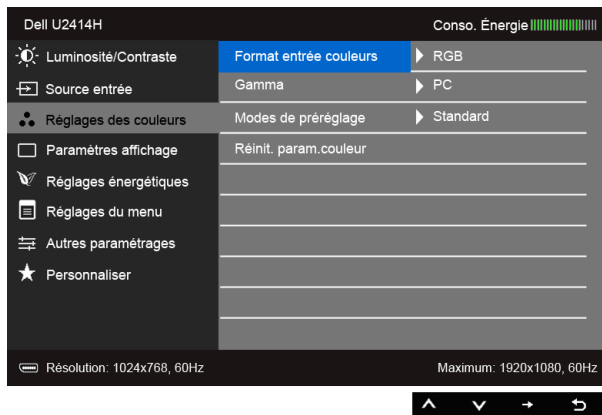 Dell U2414H Conso. Énergie
Luminosité/Contraste Format entrée couleurs RGB
Source entrée Gamma PC
Réglages des couleurs Modes de préréglage Standard
Paramètres affichage Réinit. param.couleur
Réglages énergétiques
Réglages du menu
Autres paramétrages
Personnaliser
Résolution: 1024x768, 60Hz Maximum: 1920x1080, 60Hz